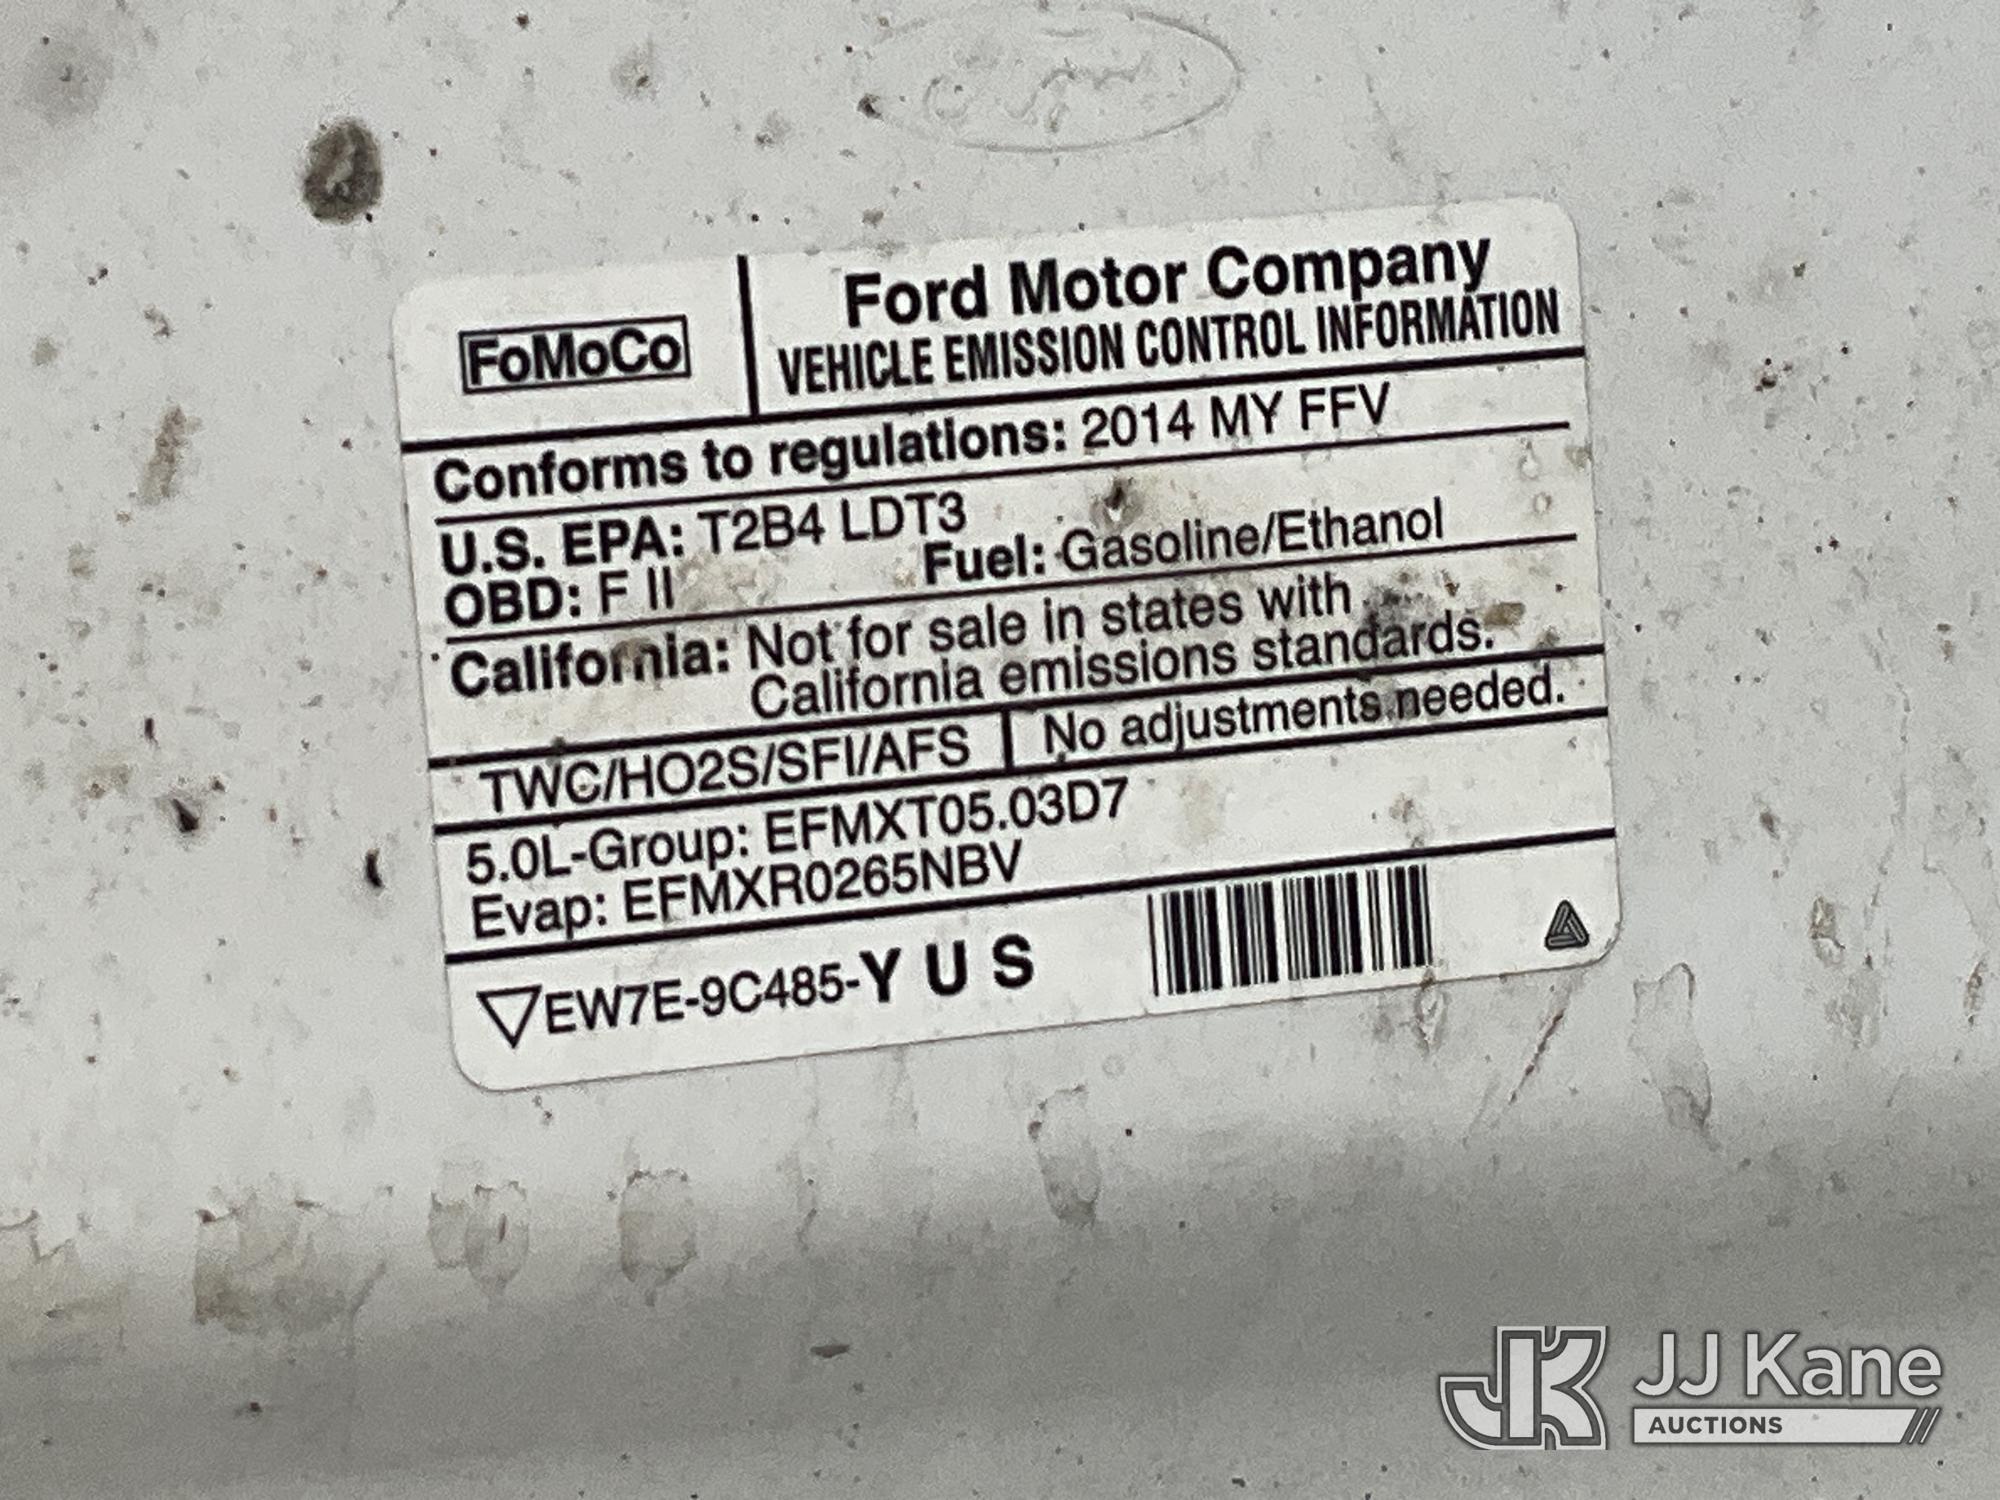 FoMoCo
Ford Motor Company
VEHICLE EMISSION CONTROL INFORMATION
Conforms to regulations: 2014 MY FFV
U.S. EPA: T2B4 LDT3
OBD: F II Fuel: Gasoline/Ethanol
California: Not for sale in states with
California emissions standards.
TWC/HO2S/SFI/AFS No adjustments needed.
5.0L-Group: EFMXT05.03D7
Evap: EFMXR0265NBV
EW7E-9C485-Y U S
JK JJ Kane
AUCTIONS